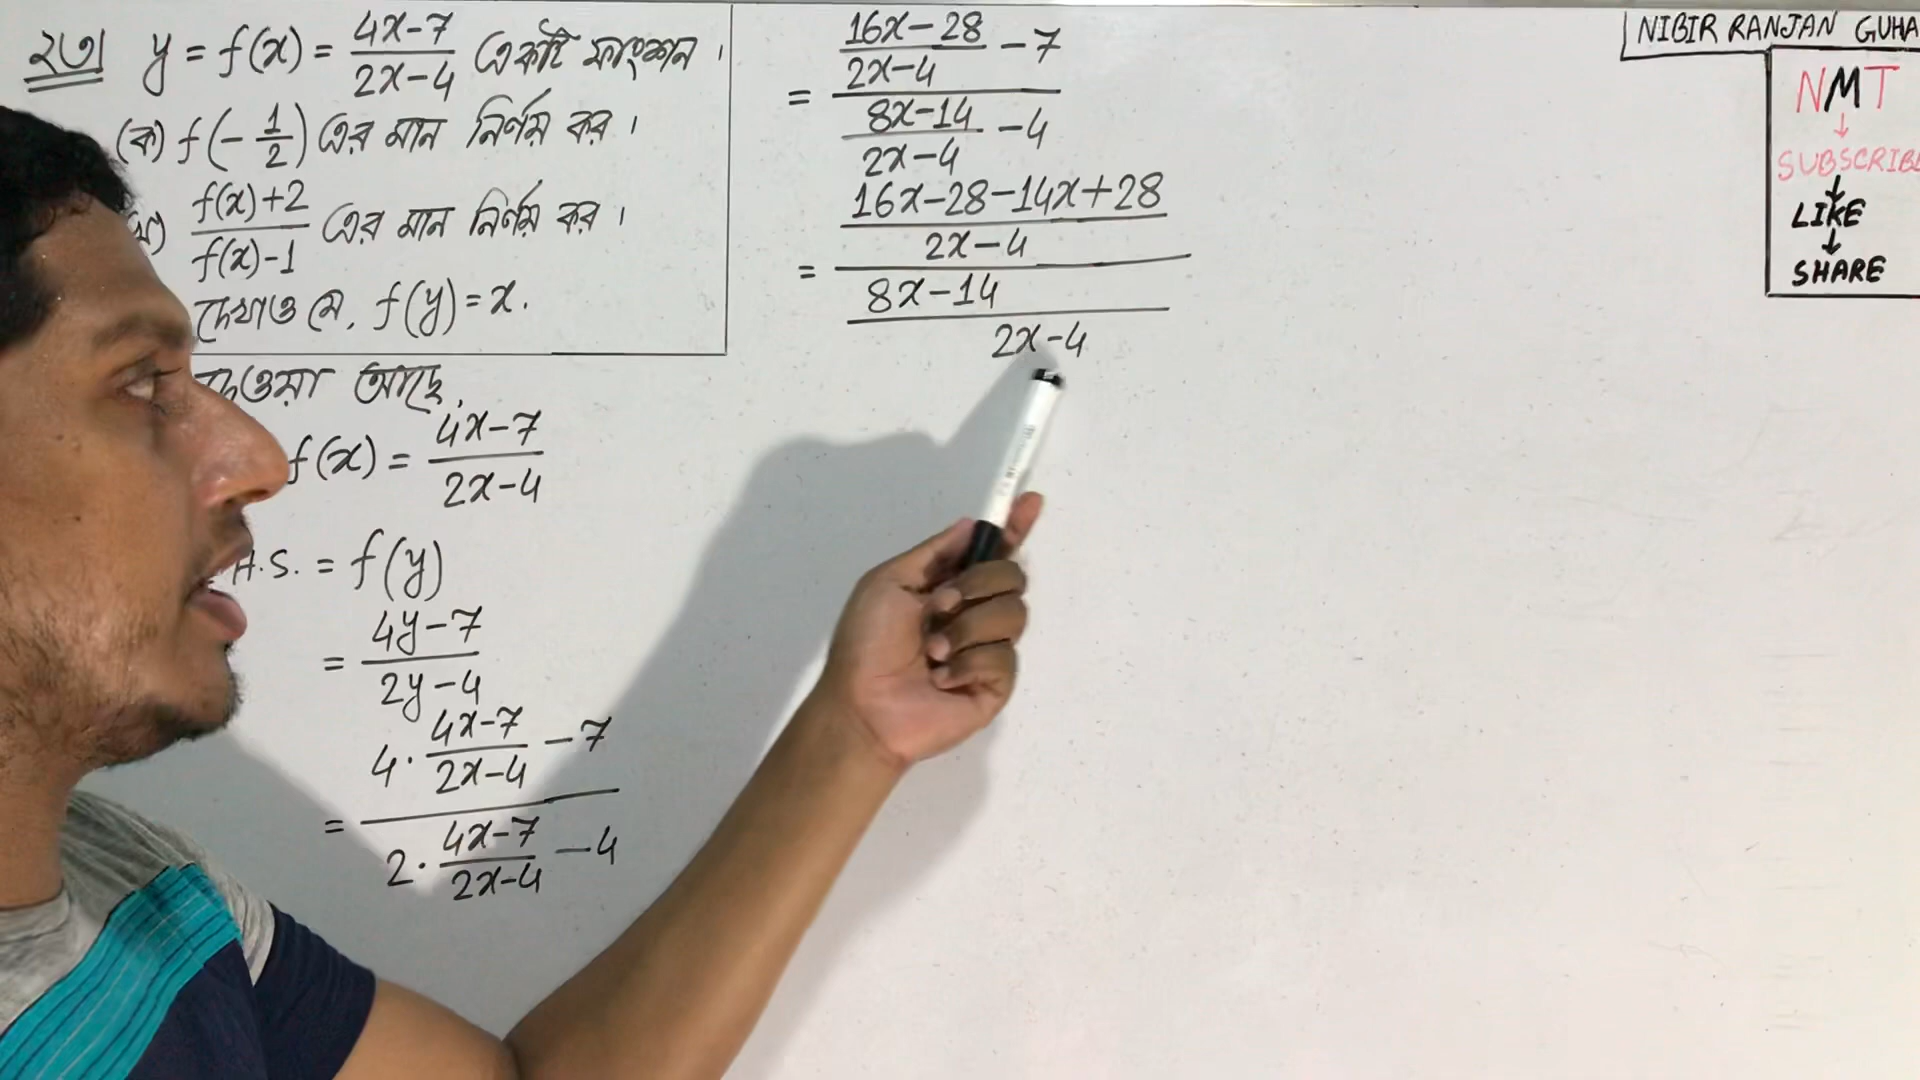 ২৩। y = f(x) = (4x-7)/(2x-4) একটি ফাংশন।
(ক) f(-1/2) এর মান নির্ণয় কর।
(খ) (f(x)+2)/(f(x)-1) এর মান নির্ণয় কর।
দেখাও যে, f(y)=x.
দেওয়া আছে,
f(x) = (4x-7)/(2x-4)
H.S. = f(y)
= (4y-7)/(2y-4)
= (4·(4x-7)/(2x-4) -7)/(2·(4x-7)/(2x-4) -4)
= ((16x-28)/(2x-4) -7)/((8x-14)/(2x-4) -4)
= ((16x-28-14x+28)/(2x-4))/((8x-14)/(2x-4))
NIBIR RANJAN GUHA
NMT
↓
SUBSCRIBE
↓
LIKE
↓
SHARE